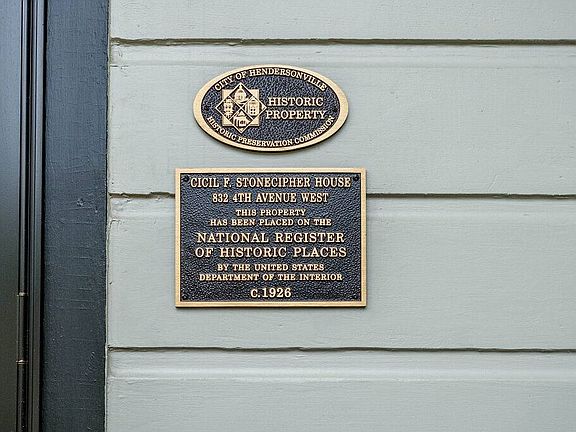 CITY OF HENDERSONVILLE
HISTORIC
PROPERTY
HISTORIC PRESERVATION COMMISSION
CICIL F. STONECIPHER HOUSE
832 4TH AVENUE WEST
THIS PROPERTY
HAS BEEN PLACED ON THE
NATIONAL REGISTER
OF HISTORIC PLACES
BY THE UNITED STATES
DEPARTMENT OF THE INTERIOR
C.1926